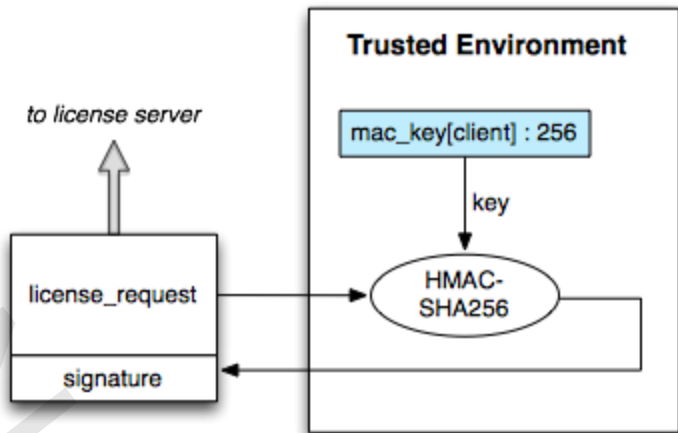 Trusted Environment
to license server
mac_key[client] : 256
key
license_request
HMAC-
SHA256
signature